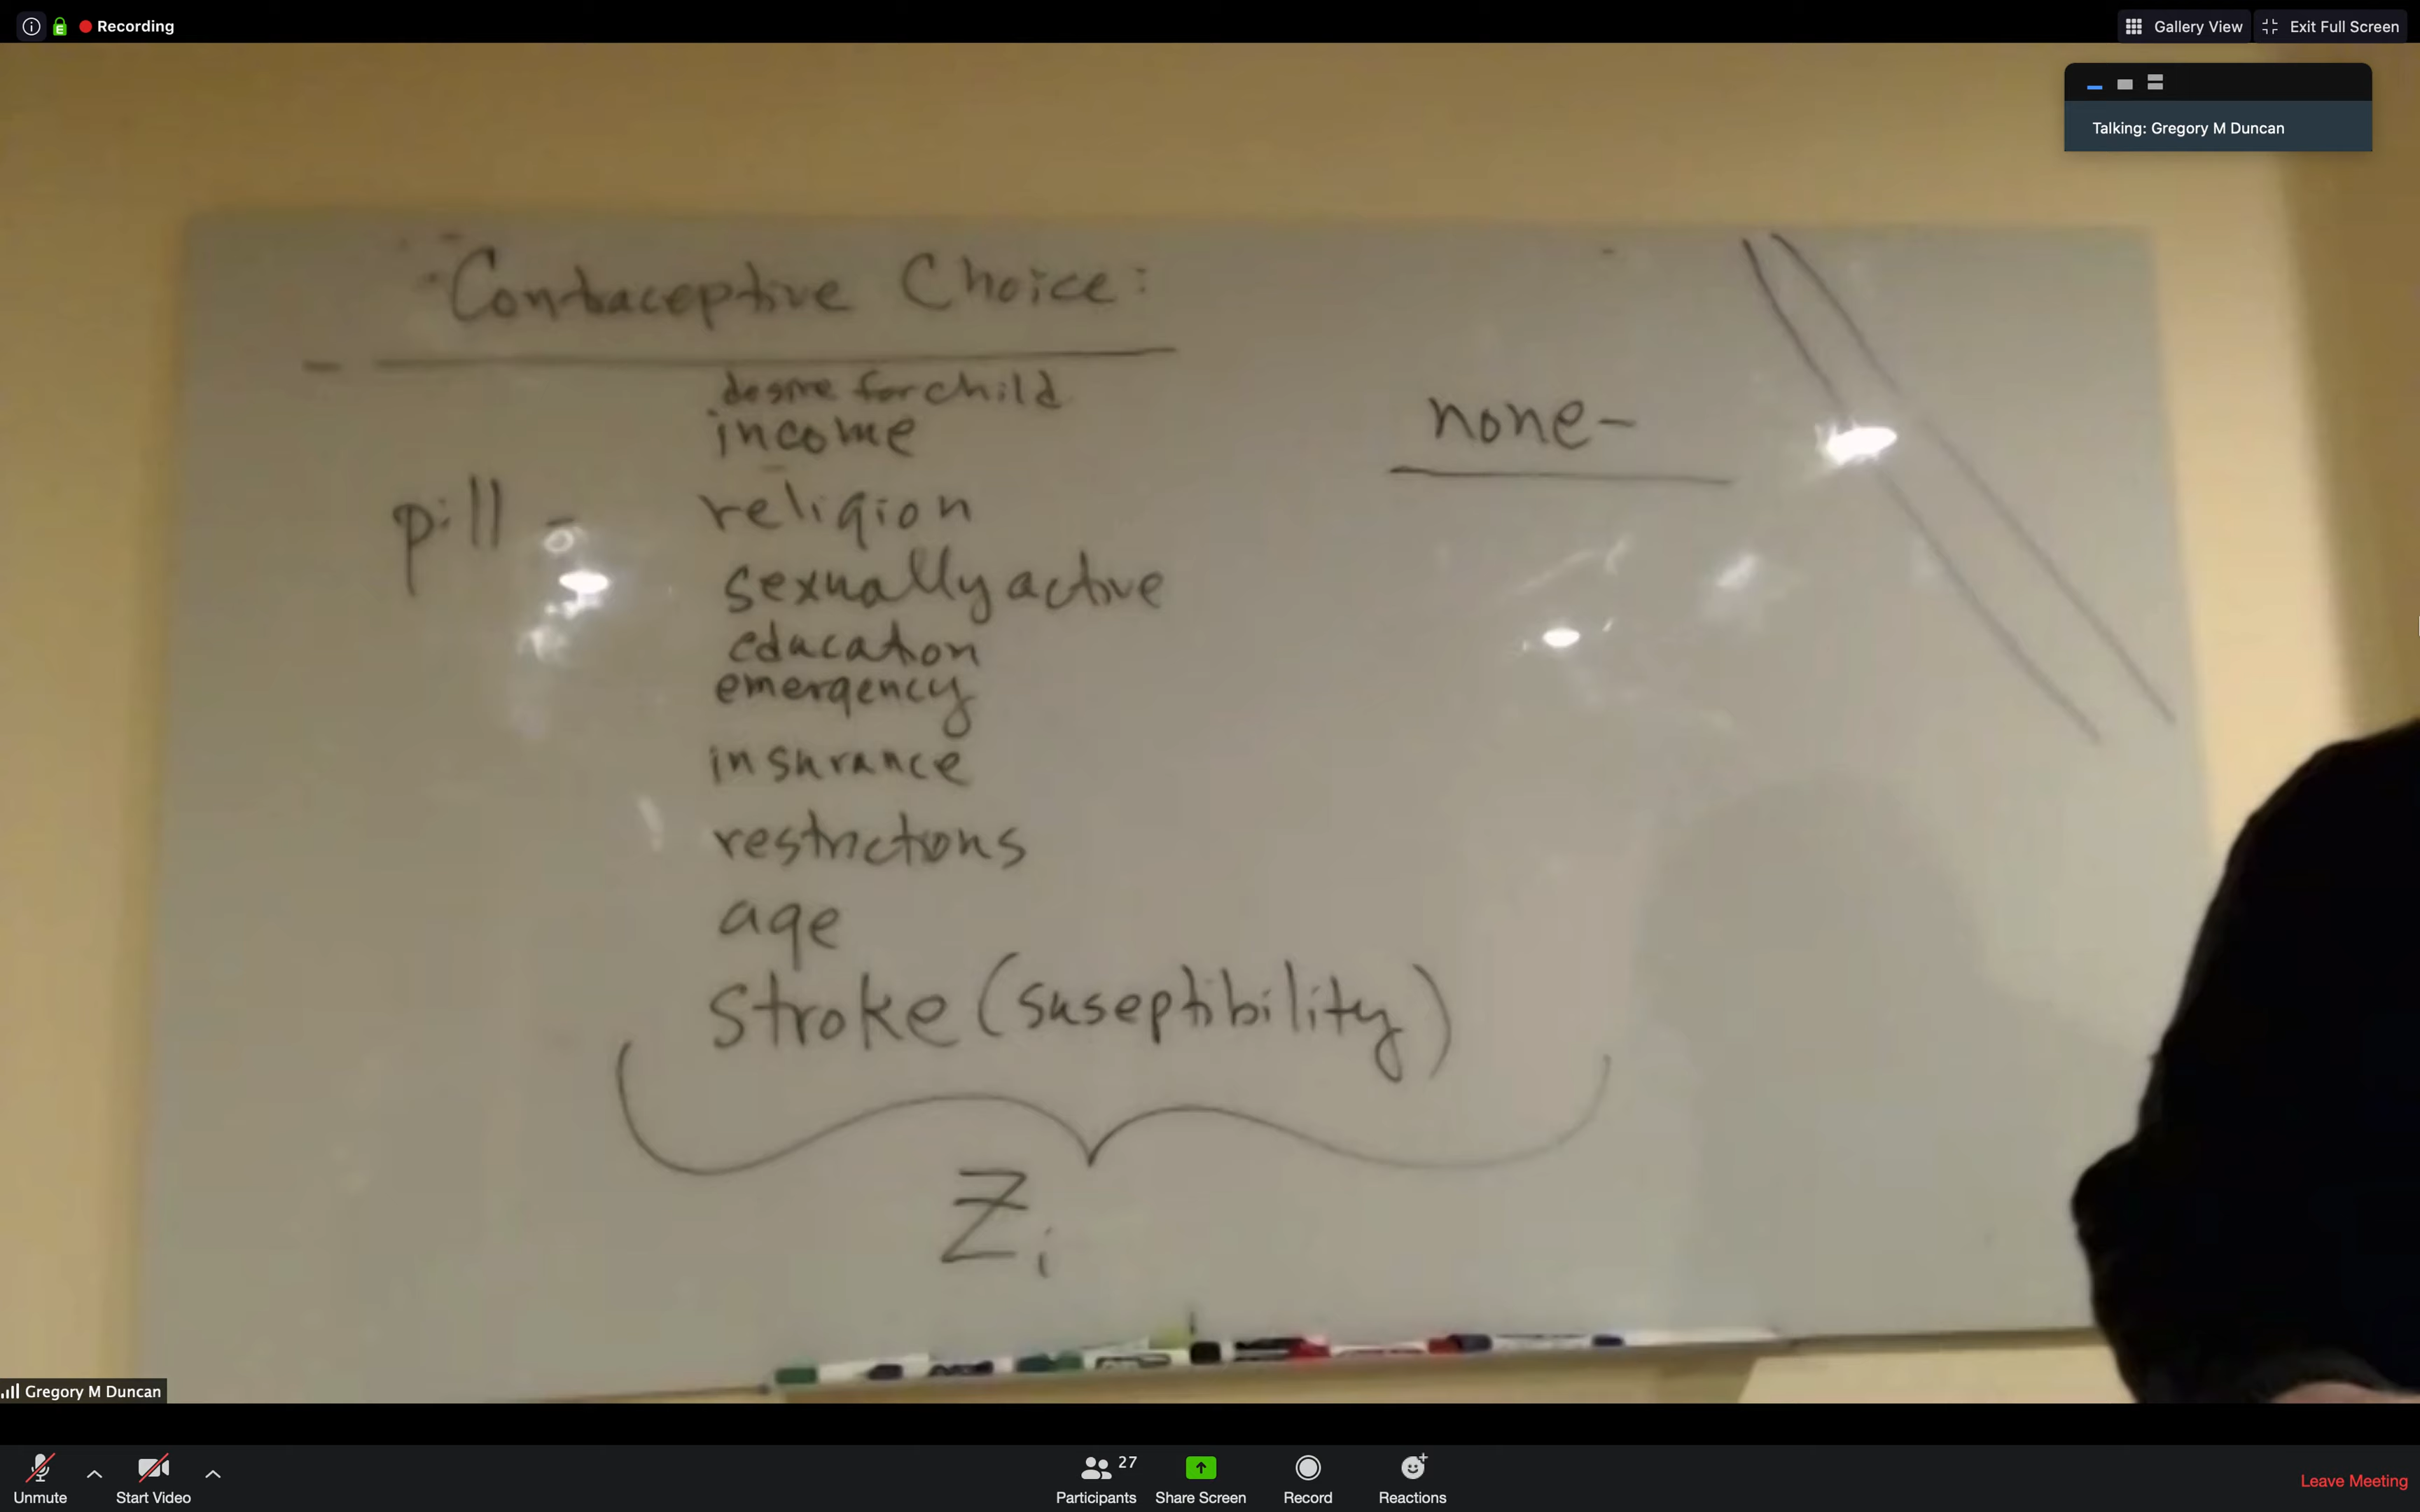 Recording
Gallery View
Exit Full Screen
Talking: Gregory M Duncan
Contraceptive Choice:
desire for child
income
none-
pill -
religion
sexually active
education
emergency
insurance
restrictions
age
stroke (suseptibility)
Zi
Gregory M Duncan
Unmute
Start Video
Participants
27
Share Screen
Record
Reactions
Leave Meeting